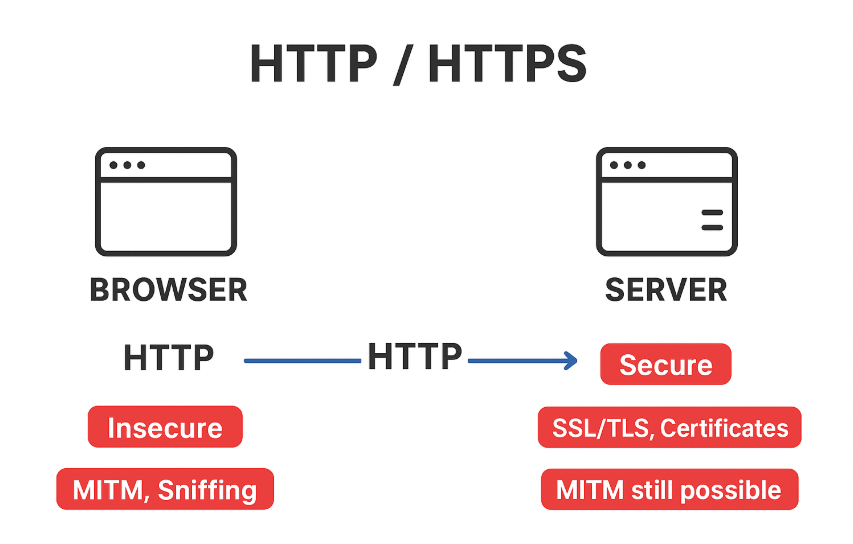 HTTP / HTTPS
BROWSER
SERVER
HTTP
HTTP
Secure
Insecure
SSL/TLS, Certificates
MITM, Sniffing
MITM still possible